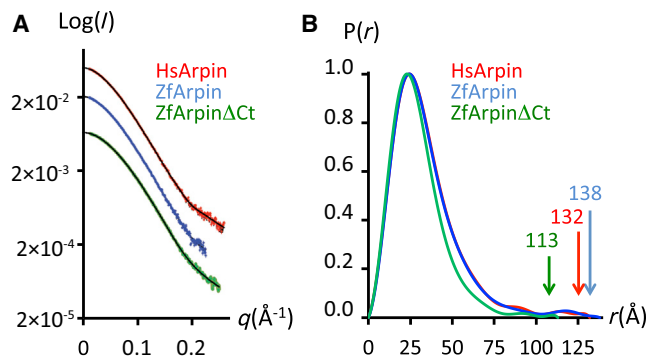 A
Log(I)
HsArpin
ZfArpin
ZfArpinΔCt
2×10⁻²
2×10⁻³
2×10⁻⁴
2×10⁻⁵
0
0.1
0.2
q(Å⁻¹)
B
P(r)
HsArpin
ZfArpin
ZfArpinΔCt
1.0
0.8
0.6
0.4
0.2
0.0
138
132
113
0
25
50
75
100
125
r(Å)